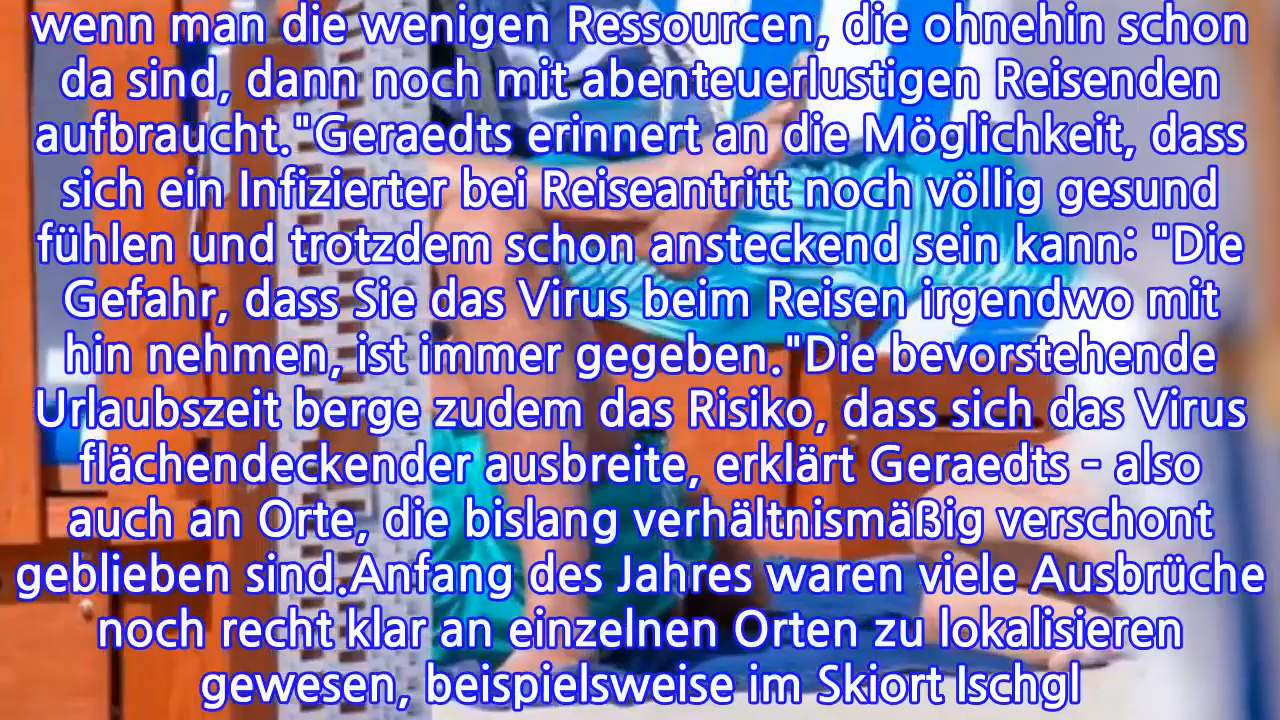 wenn man die wenigen Ressourcen, die ohnehin schon
da sind, dann noch mit abenteuerlustigen Reisenden
aufbraucht."Geraedts erinnert an die Möglichkeit, dass
sich ein Infizierter bei Reiseantritt noch völlig gesund
fühlen und trotzdem schon ansteckend sein kann: "Die
Gefahr, dass Sie das Virus beim Reisen irgendwo mit
hin nehmen, ist immer gegeben."Die bevorstehende
Urlaubszeit berge zudem das Risiko, dass sich das Virus
flächendeckender ausbreite, erklärt Geraedts - also
auch an Orte, die bislang verhältnismäßig verschont
geblieben sind.Anfang des Jahres waren viele Ausbrüche
noch recht klar an einzelnen Orten zu lokalisieren
gewesen, beispielsweise im Skiort Ischgl